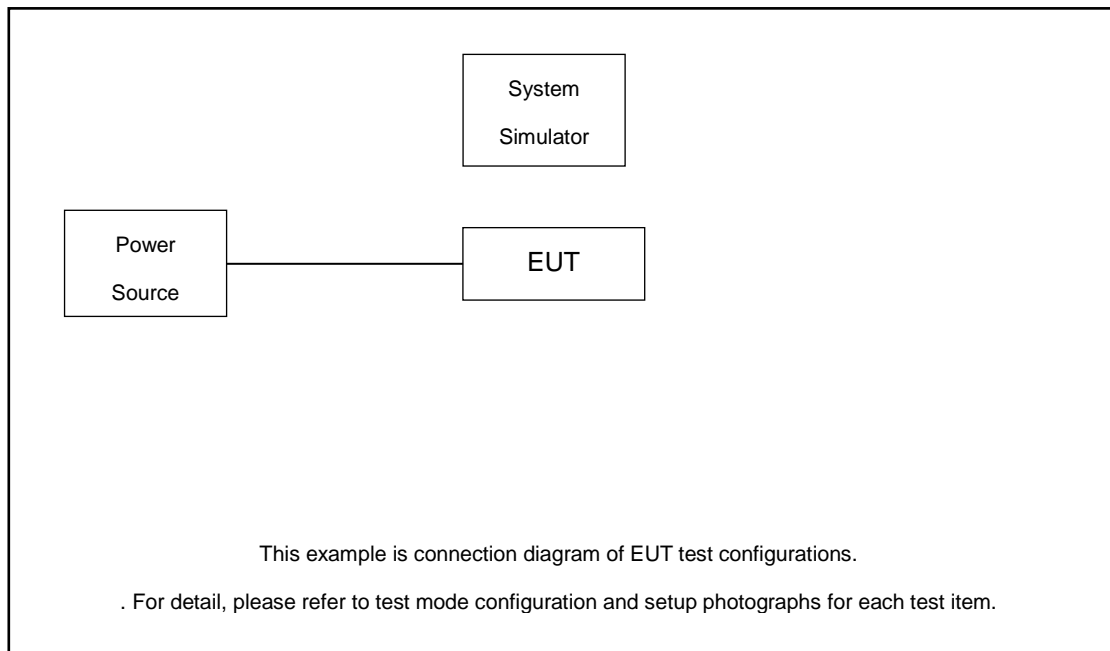 System
Simulator
Power
Source
EUT
This example is connection diagram of EUT test configurations.
. For detail, please refer to test mode configuration and setup photographs for each test item.